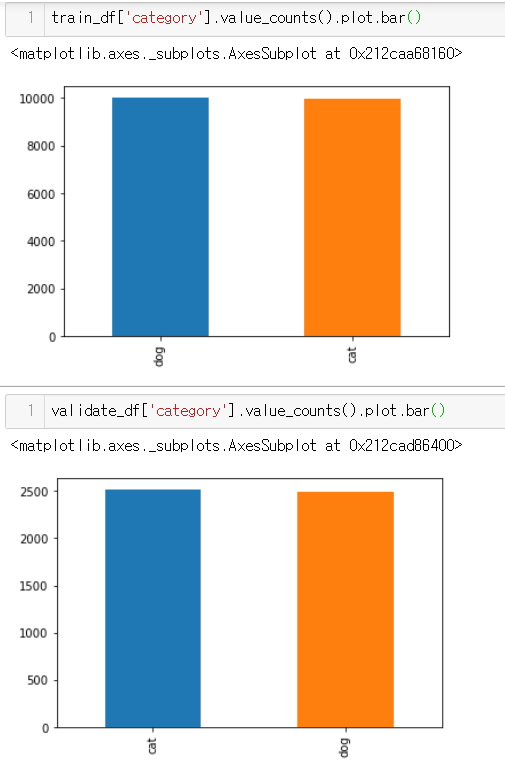 1 train_df['category'].value_counts().plot.bar()
<matplotlib.axes._subplots.AxesSubplot at 0x212caa68160>
10000
8000
6000
4000
2000
0
dog
cat
1 validate_df['category'].value_counts().plot.bar()
<matplotlib.axes._subplots.AxesSubplot at 0x212cad86400>
2500
2000
1500
1000
500
0
cat
dog